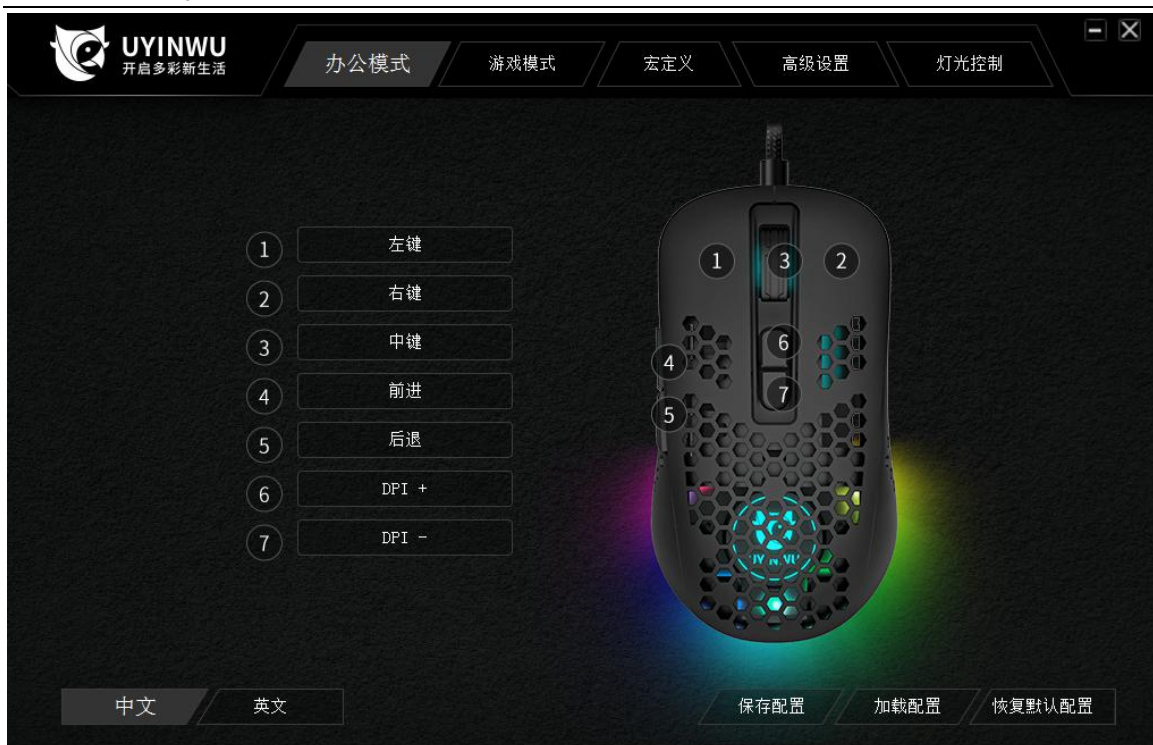 UYINWU
开启多彩新生活
办公模式
游戏模式
宏定义
高级设置
灯光控制
1 左键
2 右键
3 中键
4 前进
5 后退
6 DPI +
7 DPI -
1
3
2
6
4
7
5
中文
英文
保存配置
加载配置
恢复默认配置